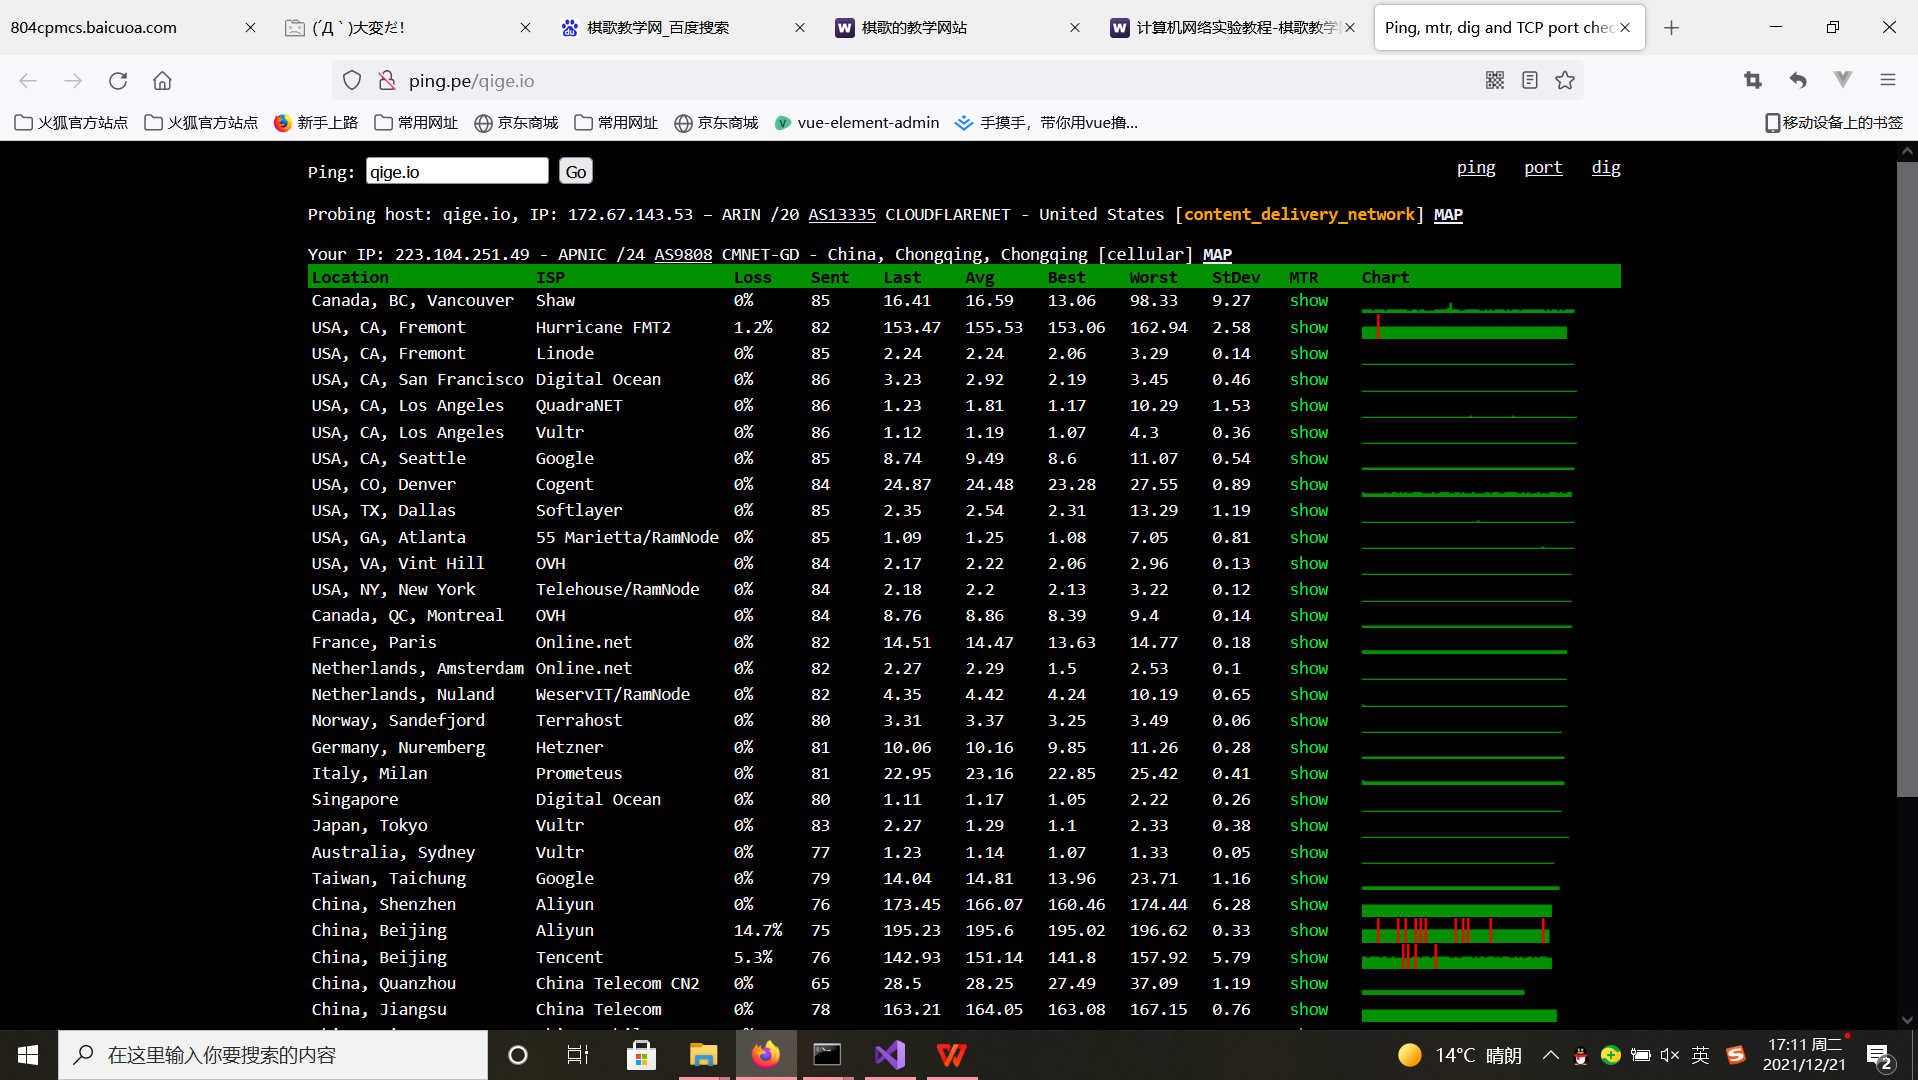 804cpmcs.baicuoa.com
(´Д｀)大変だ！
棋歌教学网_百度搜索
棋歌的教学网站
计算机网络实验教程-棋歌教学
Ping, mtr, dig and TCP port chec
ping.pe/qige.io
火狐官方站点 火狐官方站点 新手上路 常用网址 京东商城 常用网址 京东商城 vue-element-admin 手摸手，带你用vue撸... 移动设备上的书签
Ping: qige.io Go ping port dig
Probing host: qige.io, IP: 172.67.143.53 – ARIN /20 AS13335 CLOUDFLARENET - United States [content_delivery_network] MAP
Your IP: 223.104.251.49 - APNIC /24 AS9808 CMNET-GD - China, Chongqing, Chongqing [cellular] MAP
Location ISP Loss Sent Last Avg Best Worst StDev MTR Chart
Canada, BC, Vancouver Shaw 0% 85 16.41 16.59 13.06 98.33 9.27 show
USA, CA, Fremont Hurricane FMT2 1.2% 82 153.47 155.53 153.06 162.94 2.58 show
USA, CA, Fremont Linode 0% 85 2.24 2.24 2.06 3.29 0.14 show
USA, CA, San Francisco Digital Ocean 0% 86 3.23 2.92 2.19 3.45 0.46 show
USA, CA, Los Angeles QuadraNET 0% 86 1.23 1.81 1.17 10.29 1.53 show
USA, CA, Los Angeles Vultr 0% 86 1.12 1.19 1.07 4.3 0.36 show
USA, CA, Seattle Google 0% 85 8.74 9.49 8.6 11.07 0.54 show
USA, CO, Denver Cogent 0% 84 24.87 24.48 23.28 27.55 0.89 show
USA, TX, Dallas Softlayer 0% 85 2.35 2.54 2.31 13.29 1.19 show
USA, GA, Atlanta 55 Marietta/RamNode 0% 85 1.09 1.25 1.08 7.05 0.81 show
USA, VA, Vint Hill OVH 0% 84 2.17 2.22 2.06 2.96 0.13 show
USA, NY, New York Telehouse/RamNode 0% 84 2.18 2.2 2.13 3.22 0.12 show
Canada, QC, Montreal OVH 0% 84 8.76 8.86 8.39 9.4 0.14 show
France, Paris Online.net 0% 82 14.51 14.47 13.63 14.77 0.18 show
Netherlands, Amsterdam Online.net 0% 82 2.27 2.29 1.5 2.53 0.1 show
Netherlands, Nuland WeservIT/RamNode 0% 82 4.35 4.42 4.24 10.19 0.65 show
Norway, Sandefjord Terrahost 0% 80 3.31 3.37 3.25 3.49 0.06 show
Germany, Nuremberg Hetzner 0% 81 10.06 10.16 9.85 11.26 0.28 show
Italy, Milan Prometeus 0% 81 22.95 23.16 22.85 25.42 0.41 show
Singapore Digital Ocean 0% 80 1.11 1.17 1.05 2.22 0.26 show
Japan, Tokyo Vultr 0% 83 2.27 1.29 1.1 2.33 0.38 show
Australia, Sydney Vultr 0% 77 1.23 1.14 1.07 1.33 0.05 show
Taiwan, Taichung Google 0% 79 14.04 14.81 13.96 23.71 1.16 show
China, Shenzhen Aliyun 0% 76 173.45 166.07 160.46 174.44 6.28 show
China, Beijing Aliyun 14.7% 75 195.23 195.6 195.02 196.62 0.33 show
China, Beijing Tencent 5.3% 76 142.93 151.14 141.8 157.92 5.79 show
China, Quanzhou China Telecom CN2 0% 65 28.5 28.25 27.49 37.09 1.19 show
China, Jiangsu China Telecom 0% 78 163.21 164.05 163.08 167.15 0.76 show
在这里输入你要搜索的内容
14°C 晴朗
英
17:11 周二
2021/12/21
2